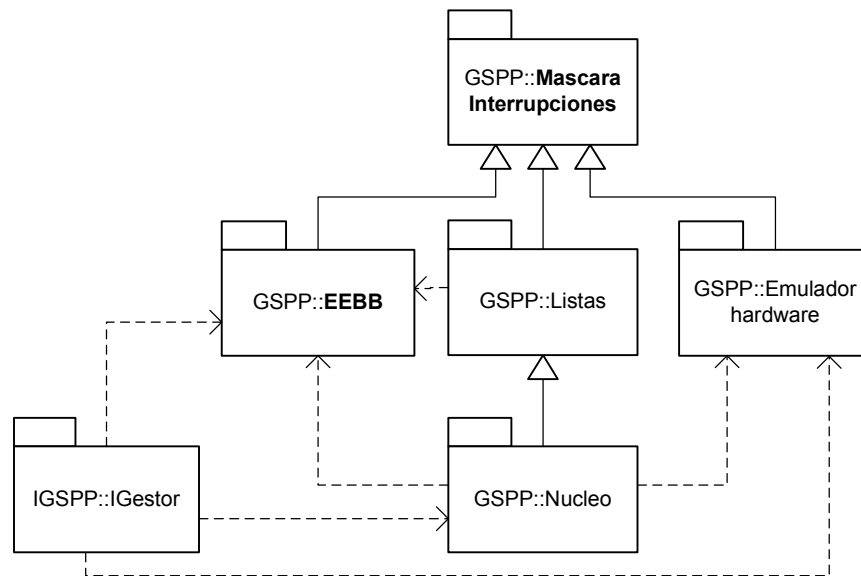 GSPP::Mascara
Interrupciones
GSPP::EEBB
GSPP::Listas
GSPP::Emulador
hardware
IGSPP::IGestor
GSPP::Nucleo